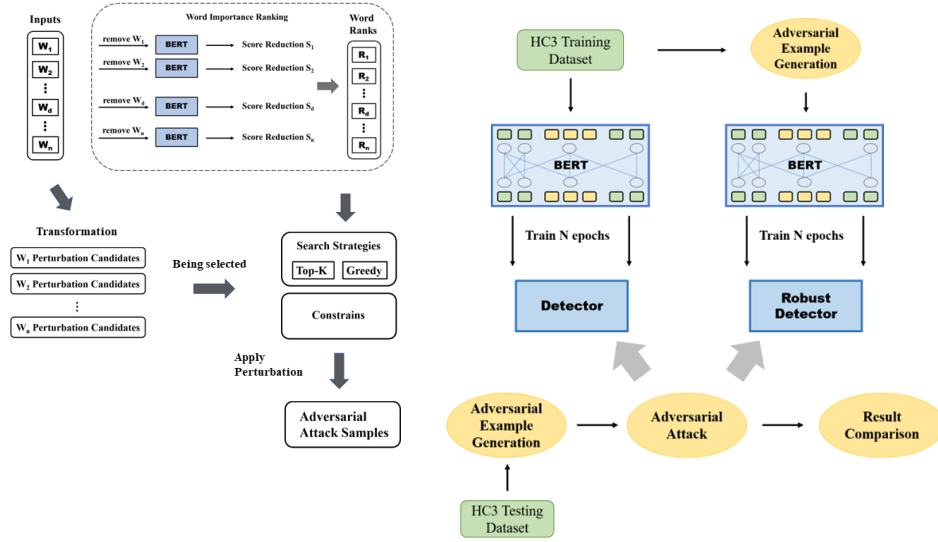 Inputs
W1
W2
Wd
Wn
Word Importance Ranking
remove W1
BERT
Score Reduction S1
remove W2
BERT
Score Reduction S2
remove Wd
BERT
Score Reduction Sd
remove Wn
BERT
Score Reduction Sn
Word
Ranks
R1
R2
Rd
Rn
Transformation
W1 Perturbation Candidates
W2 Perturbation Candidates
Wn Perturbation Candidates
Being selected
Search Strategies
Top-K
Greedy
Constrains
Apply
Perturbation
Adversarial
Attack Samples
HC3 Training
Dataset
Adversarial
Example
Generation
BERT
BERT
Train N epochs
Train N epochs
Detector
Robust
Detector
Adversarial
Example
Generation
Adversarial
Attack
Result
Comparison
HC3 Testing
Dataset